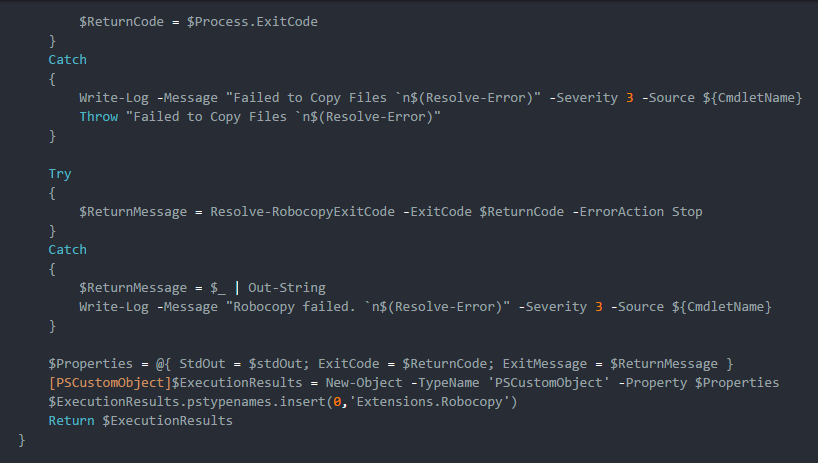 $ReturnCode = $Process.ExitCode
}
Catch
{
Write-Log -Message "Failed to Copy Files `n$(Resolve-Error)" -Severity 3 -Source ${CmdletName}
Throw "Failed to Copy Files `n$(Resolve-Error)"
}
Try
{
$ReturnMessage = Resolve-RobocopyExitCode -ExitCode $ReturnCode -ErrorAction Stop
}
Catch
{
$ReturnMessage = $_ | Out-String
Write-Log -Message "Robocopy failed. `n$(Resolve-Error)" -Severity 3 -Source ${CmdletName}
}
$Properties = @{ StdOut = $stdOut; ExitCode = $ReturnCode; ExitMessage = $ReturnMessage }
[PSCustomObject]$ExecutionResults = New-Object -TypeName 'PSCustomObject' -Property $Properties
$ExecutionResults.pstypenames.insert(0,'Extensions.Robocopy')
Return $ExecutionResults
}